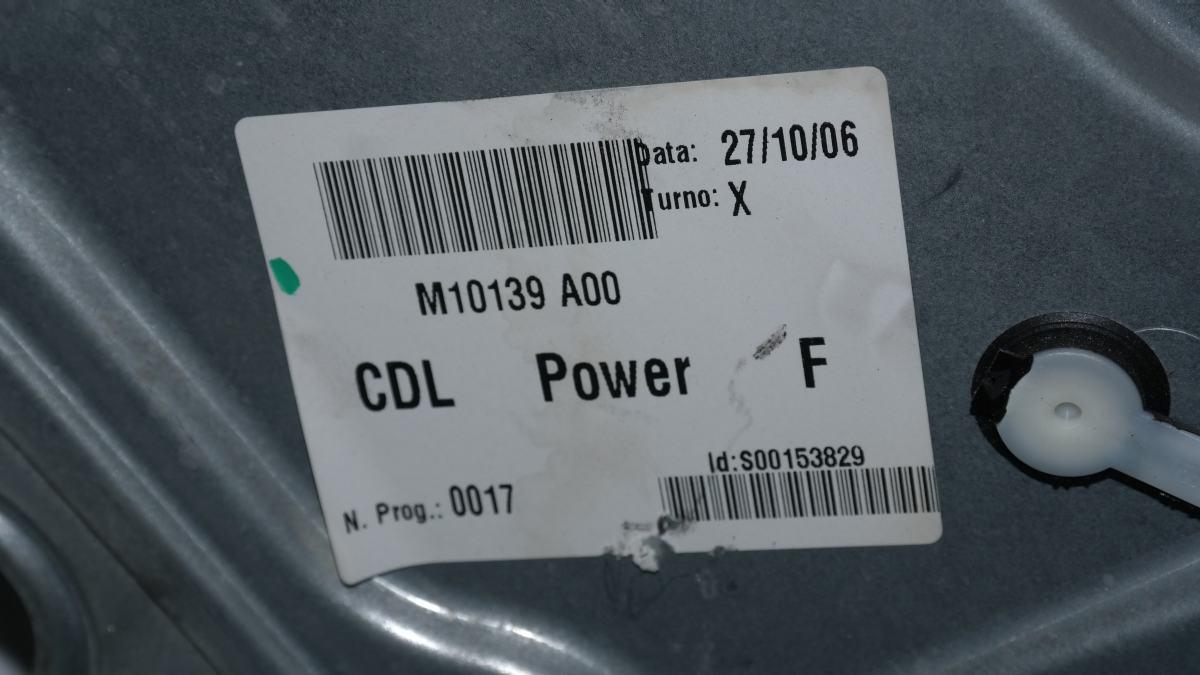 Data: 27/10/06
Turno: X
M10139 A00
CDL Power F
Id:S00153829
N. Prog.: 0017